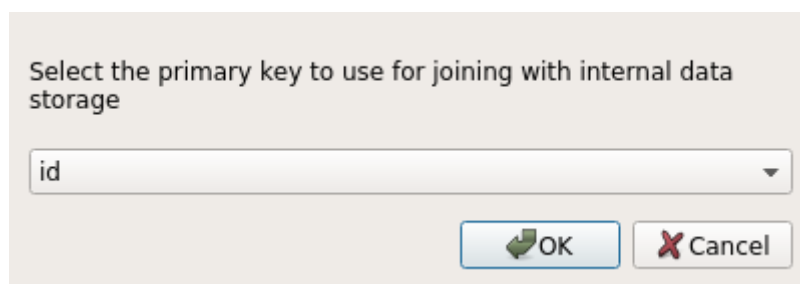 Select the primary key to use for joining with internal data
storage
id
OK
Cancel